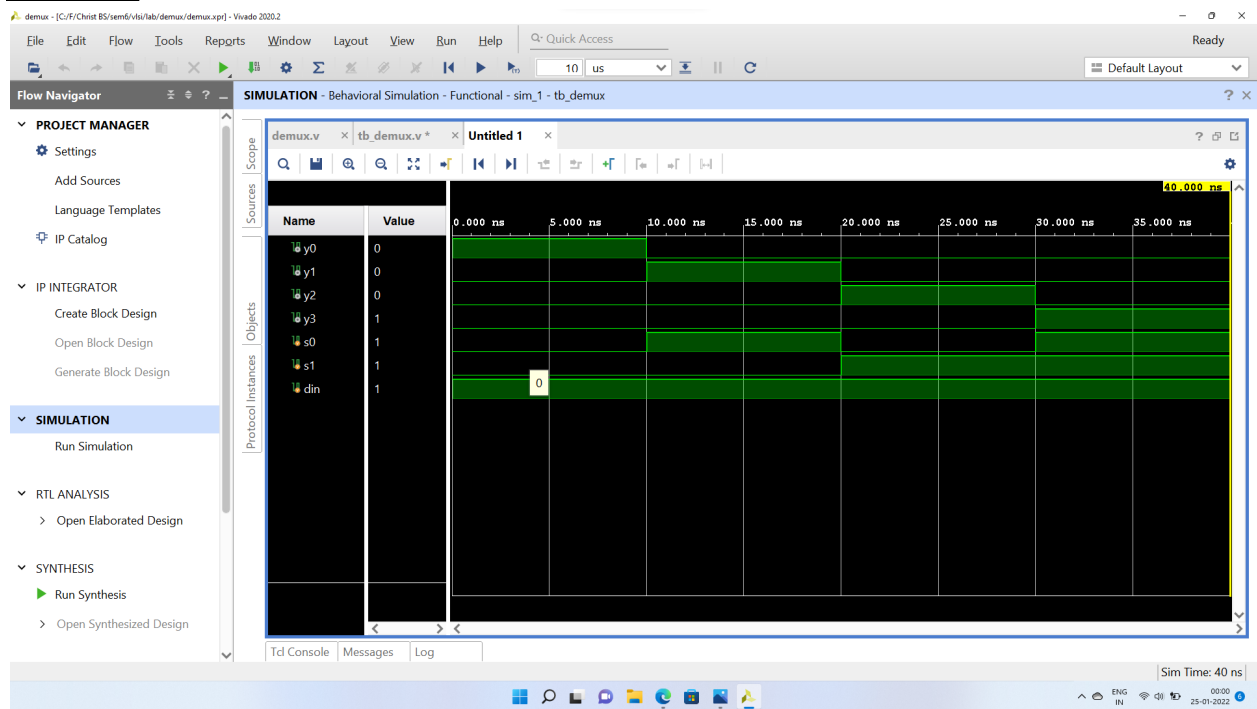 demux - [C:/F/Christ BS/sem6/vlsi/lab/demux/demux.xpr] - Vivado 2020.2
File Edit Flow Tools Reports Window Layout View Run Help Quick Access
Ready
10 us
Default Layout
Flow Navigator
SIMULATION - Behavioral Simulation - Functional - sim_1 - tb_demux
PROJECT MANAGER
Settings
Add Sources
Language Templates
IP Catalog
IP INTEGRATOR
Create Block Design
Open Block Design
Generate Block Design
SIMULATION
Run Simulation
RTL ANALYSIS
Open Elaborated Design
SYNTHESIS
Run Synthesis
Open Synthesized Design
Scope
Sources
Objects
Protocol Instances
demux.v tb_demux.v * Untitled 1
40.000 ns
Name Value 0.000 ns 5.000 ns 10.000 ns 15.000 ns 20.000 ns 25.000 ns 30.000 ns 35.000 ns
y0 0
y1 0
y2 0
y3 1
s0 1
s1 1
din 1
0
Tcl Console Messages Log
Sim Time: 40 ns
ENG
IN
00:00
25-01-2022
6